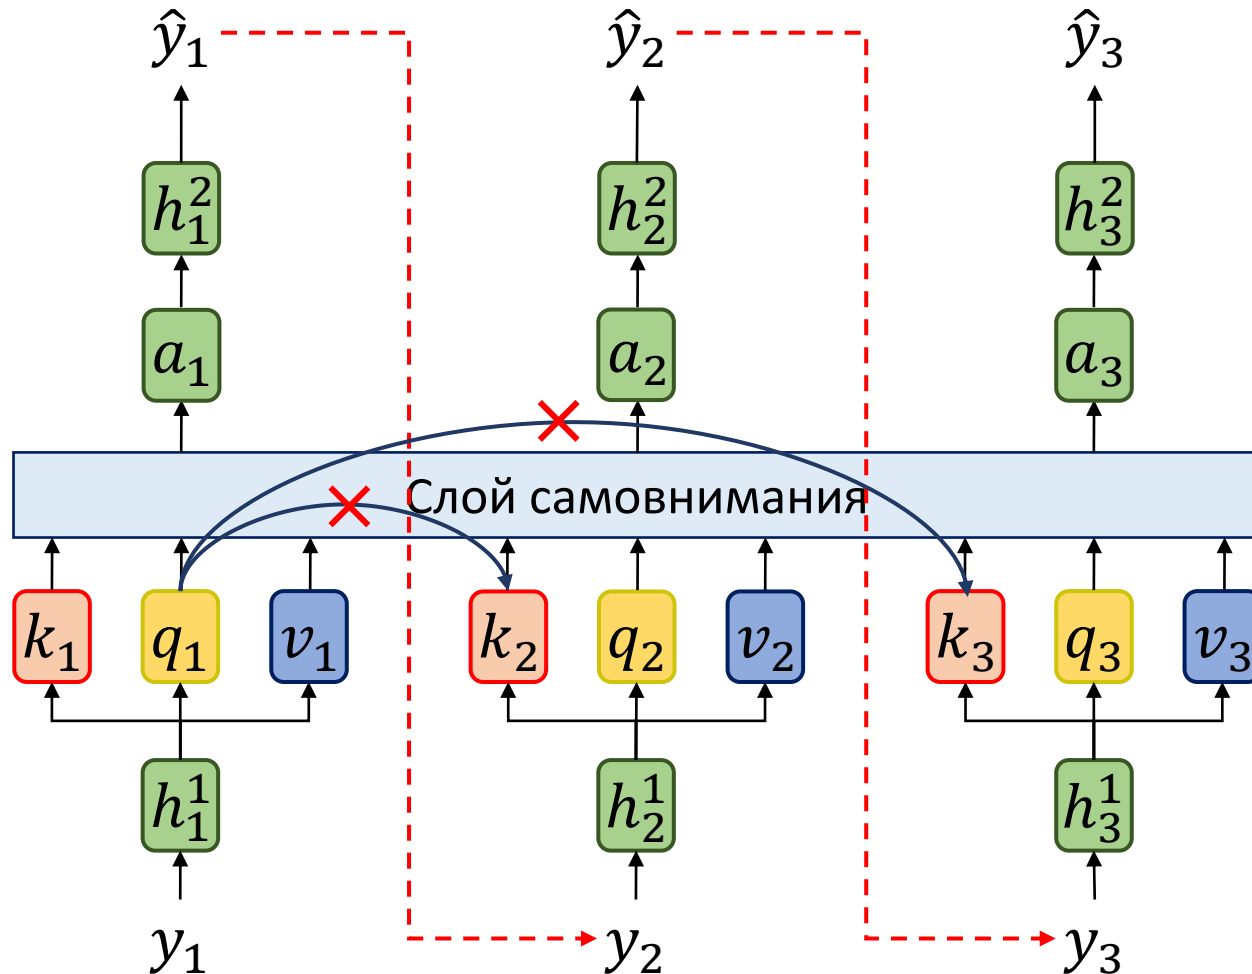 ŷ₁ ŷ₂ ŷ₃
h₁² h₂² h₃²
a₁ a₂ a₃
Слой самовнимания
k₁ q₁ v₁ k₂ q₂ v₂ k₃ q₃ v₃
h₁¹ h₂¹ h₃¹
y₁ y₂ y₃